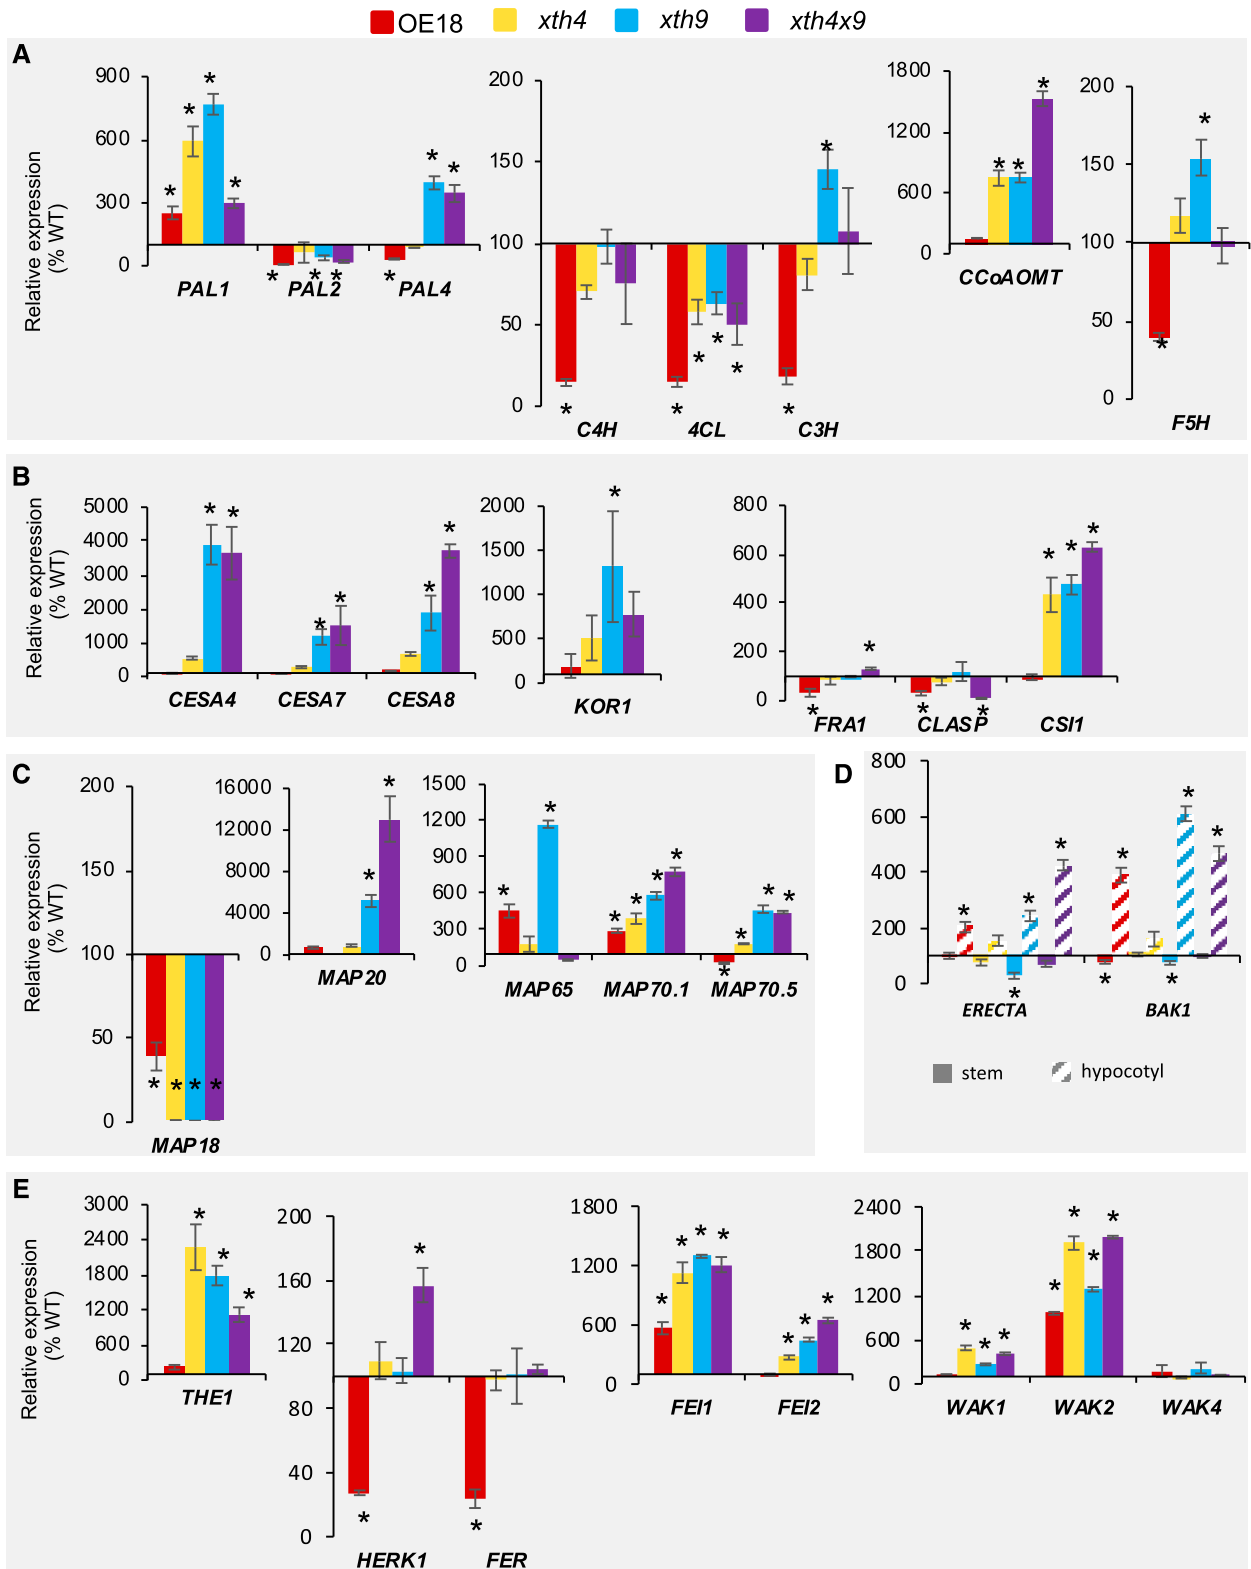 OE18 xth4 xth9 xth4x9
A
Relative expression
(% WT)
900
600
300
0
PAL1 PAL2 PAL4
* * * * * * * * * *
200
150
100
50
0
C4H 4CL C3H
* * * * * * *
1800
1200
600
0
CCoAOMT
* * *
200
150
100
50
0
F5H
* *
B
Relative expression
(% WT)
5000
4000
3000
2000
1000
0
CESA4 CESA7 CESA8
* * * * * *
2000
1500
1000
500
0
KOR1
*
800
600
400
200
0
FRA1 CLASP CSI1
* * * * * * *
C
Relative expression
(% WT)
200
150
100
50
0
MAP18
* * * *
16000
12000
8000
4000
0
MAP20
* *
1500
1200
900
600
300
0
MAP65 MAP70.1 MAP70.5
* * * * * * * * * *
D
800
600
400
200
0
ERECTA BAK1
* * * * * * * * *
stem hypocotyl
E
Relative expression
(% WT)
3000
2400
1800
1200
600
0
THE1
* * *
200
160
120
80
40
0
HERK1 FER
* * *
1800
1200
600
0
FEI1 FEI2
* * * * * * *
2400
1800
1200
600
0
WAK1 WAK2 WAK4
* * * * * * *